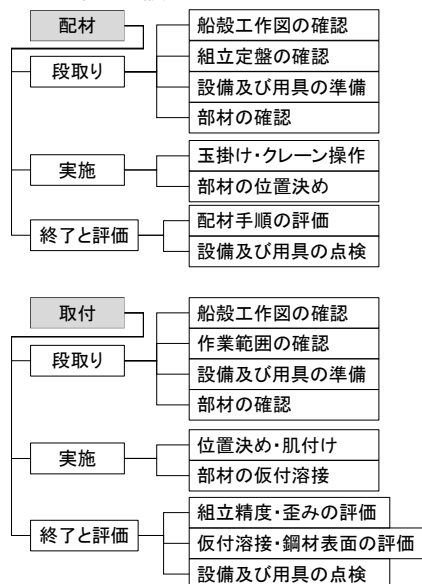 配材
段取り
船殻工作図の確認
組立定盤の確認
設備及び用具の準備
部材の確認
実施
玉掛け・クレーン操作
部材の位置決め
終了と評価
配材手順の評価
設備及び用具の点検
取付
段取り
船殻工作図の確認
作業範囲の確認
設備及び用具の準備
部材の確認
実施
位置決め・肌付け
部材の仮付溶接
終了と評価
組立精度・歪みの評価
仮付溶接・鋼材表面の評価
設備及び用具の点検